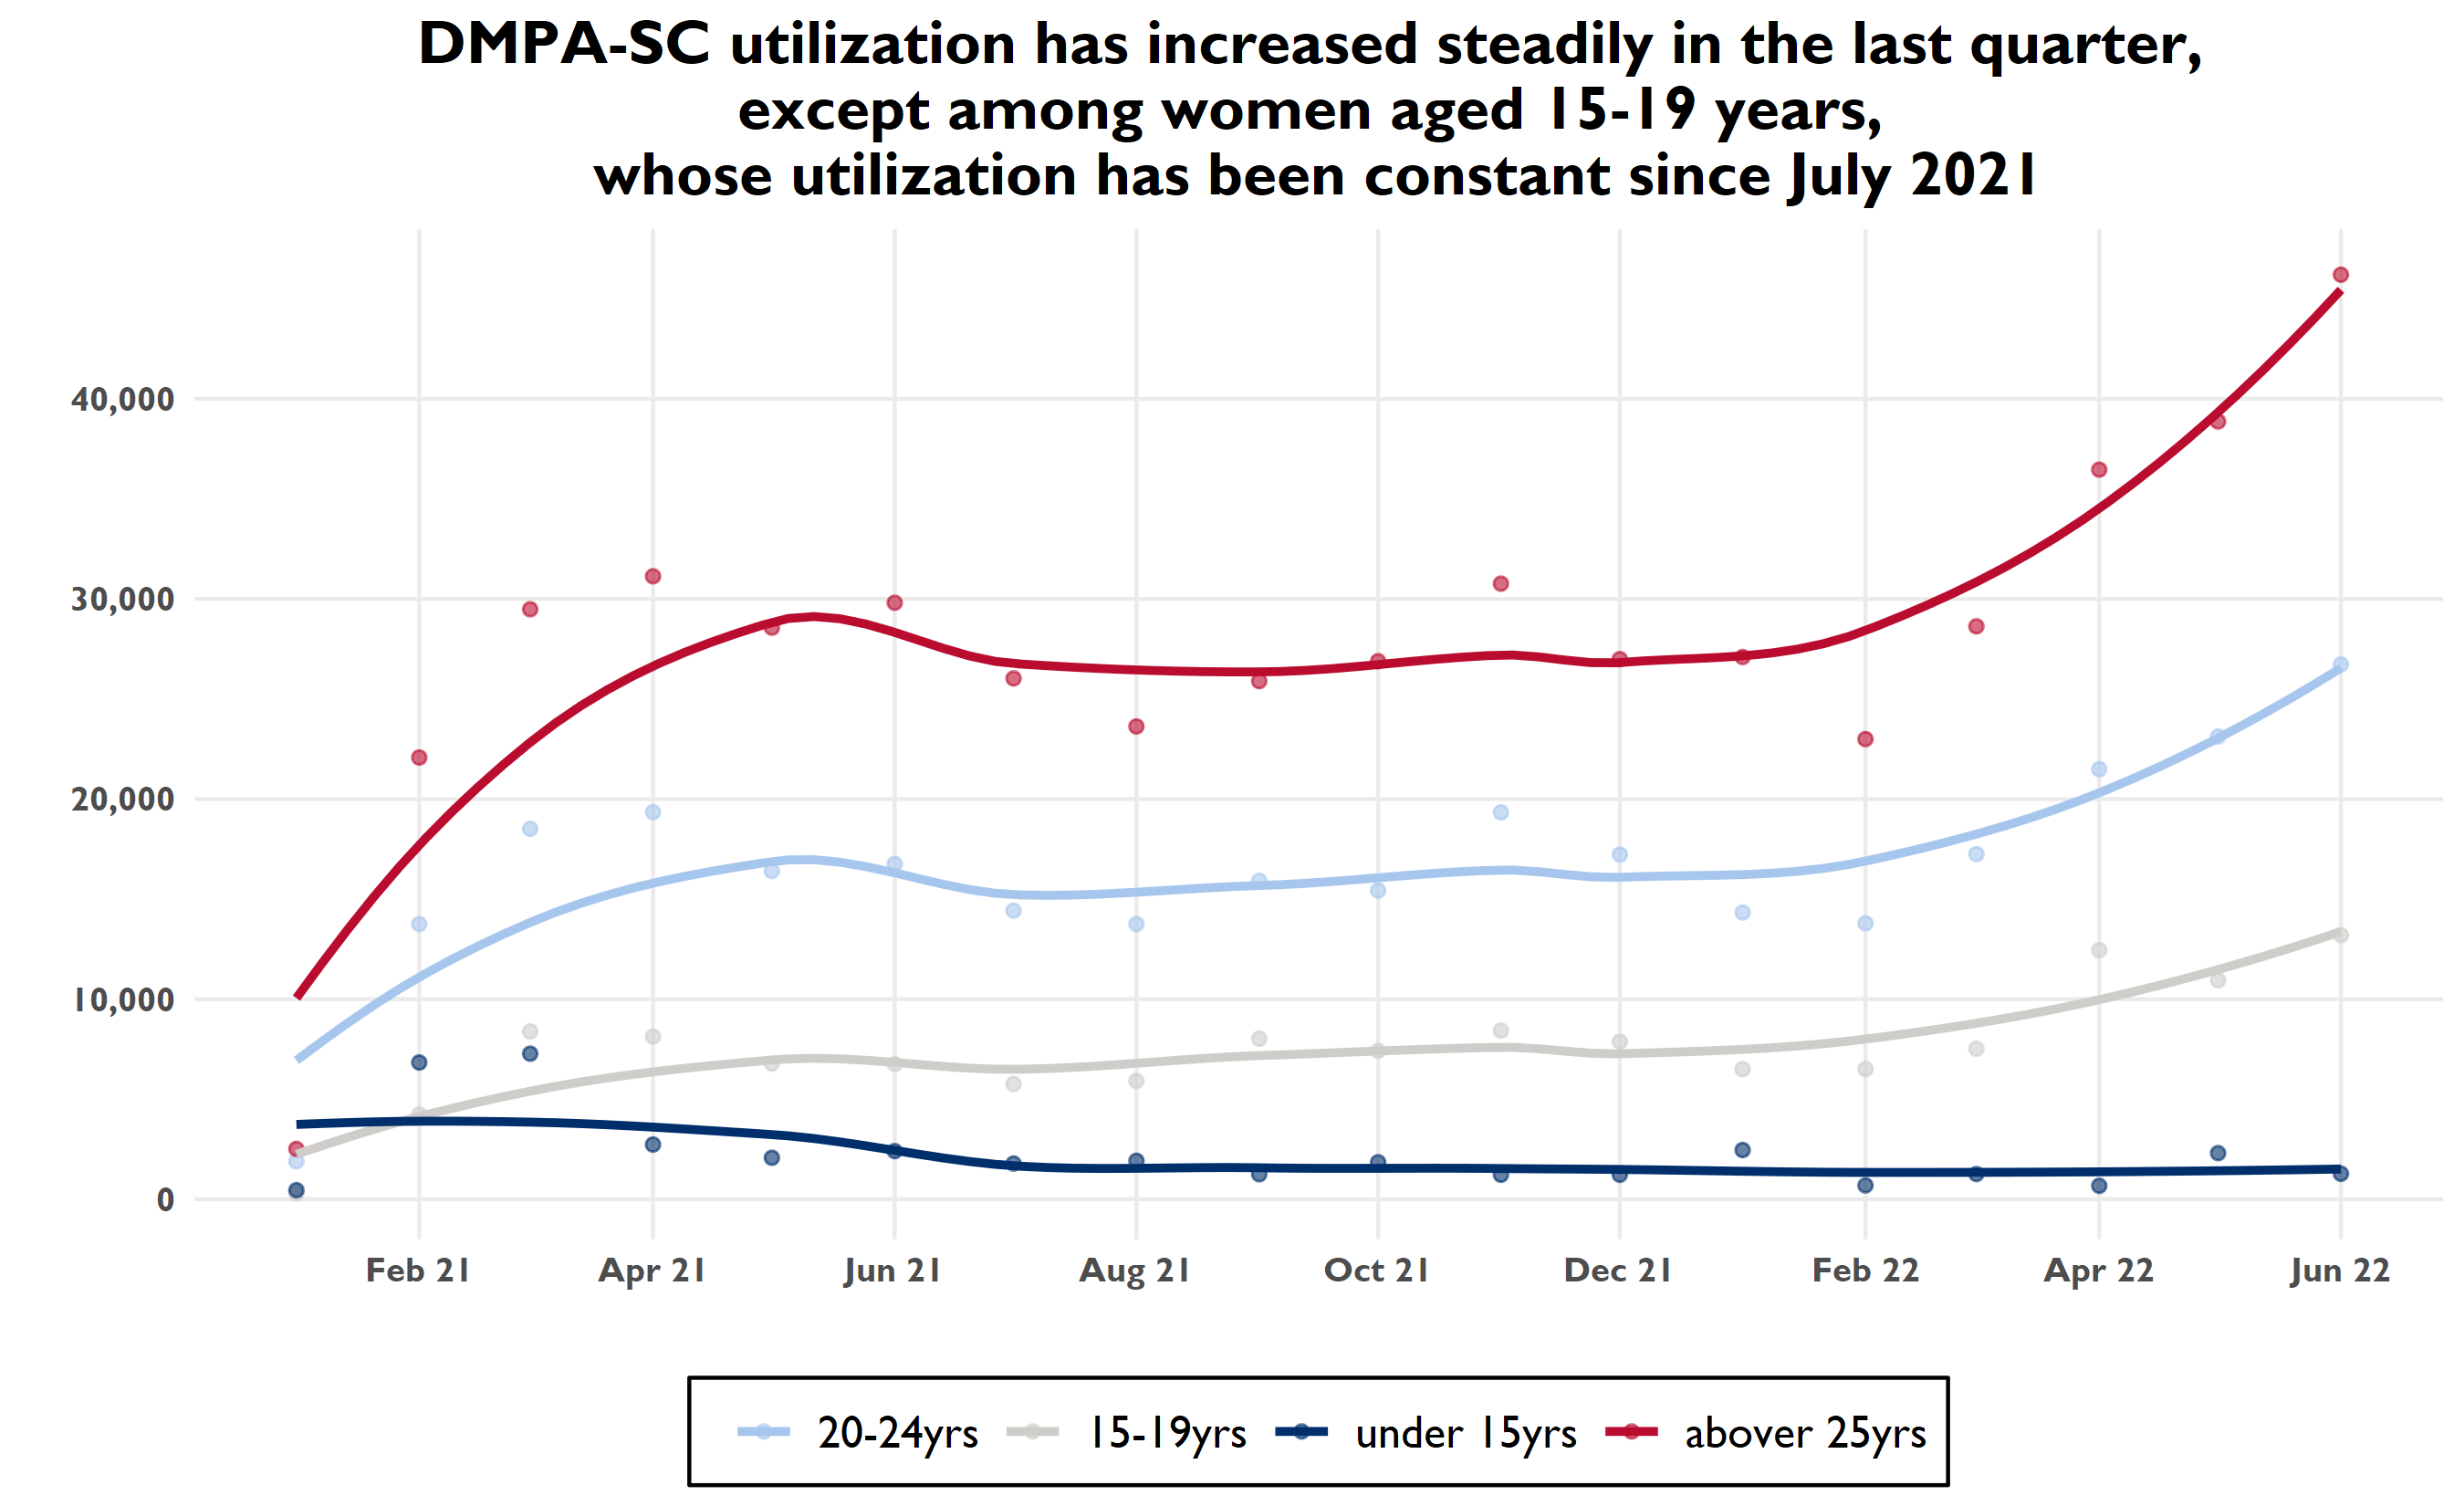 DMPA-SC utilization has increased steadily in the last quarter,
except among women aged 15-19 years,
whose utilization has been constant since July 2021
40,000
30,000
20,000
10,000
0
Feb 21 Apr 21 Jun 21 Aug 21 Oct 21 Dec 21 Feb 22 Apr 22 Jun 22
20-24yrs 15-19yrs under 15yrs abover 25yrs